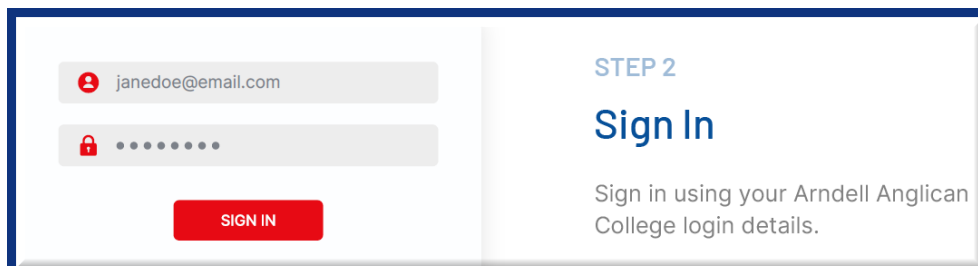 janedoe@email.com
••••••••
SIGN IN
STEP 2
Sign In
Sign in using your Arndell Anglican
College login details.